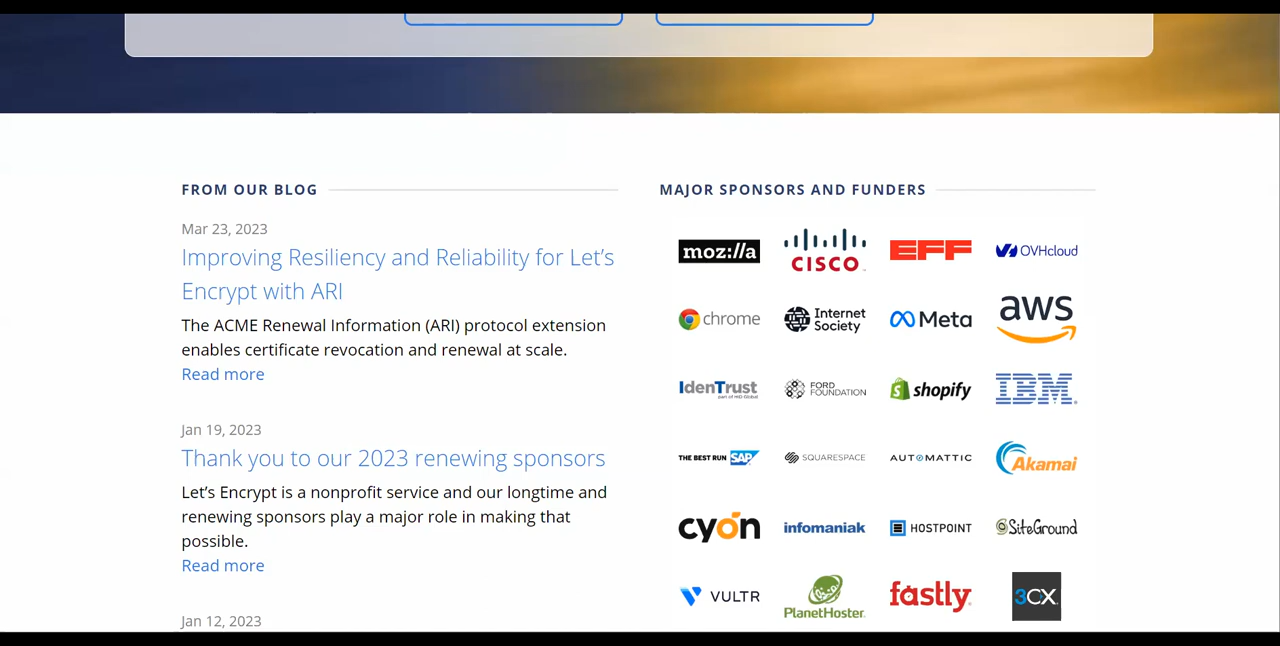 FROM OUR BLOG
Mar 23, 2023
Improving Resiliency and Reliability for Let’s
Encrypt with ARI
The ACME Renewal Information (ARI) protocol extension
enables certificate revocation and renewal at scale.
Read more
Jan 19, 2023
Thank you to our 2023 renewing sponsors
Let’s Encrypt is a nonprofit service and our longtime and
renewing sponsors play a major role in making that
possible.
Read more
Jan 12, 2023
MAJOR SPONSORS AND FUNDERS
moz://a
CISCO
EFF
OVHcloud
chrome
Internet
Society
Meta
aws
IdenTrust
part of HID Global
FORD
FOUNDATION
shopify
IBM
THE BEST RUN SAP
SQUARESPACE
AUTOMATTIC
Akamai
cyon
infomaniak
HOSTPOINT
SiteGround
VULTR
PlanetHoster
fastly
3CX